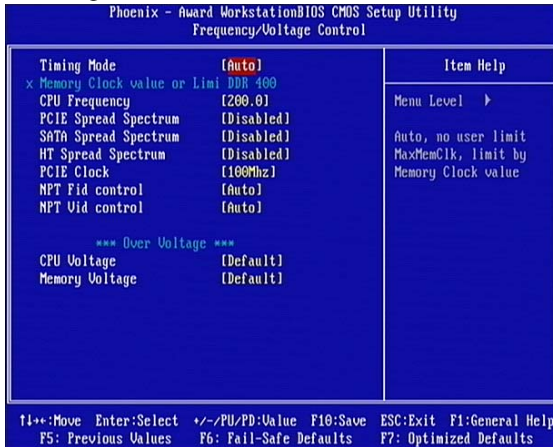 Phoenix - Award WorkstationBIOS CMOS Setup Utility
Frequency/Voltage Control
Timing Mode [Auto]
x Memory Clock value or Limi DDR 400
CPU Frequency [200.0]
PCIE Spread Spectrum [Disabled]
SATA Spread Spectrum [Disabled]
HT Spread Spectrum [Disabled]
PCIE Clock [100Mhz]
NPT Fid control [Auto]
NPT Vid control [Auto]
*** Over Voltage ***
CPU Voltage [Default]
Memory Voltage [Default]
Item Help
Menu Level
Auto, no user limit
MaxMemClk, limit by
Memory Clock value
↑↓→←:Move Enter:Select +/-/PU/PD:Value F10:Save ESC:Exit F1:General Help
F5: Previous Values F6: Fail-Safe Defaults F7: Optimized Defaults